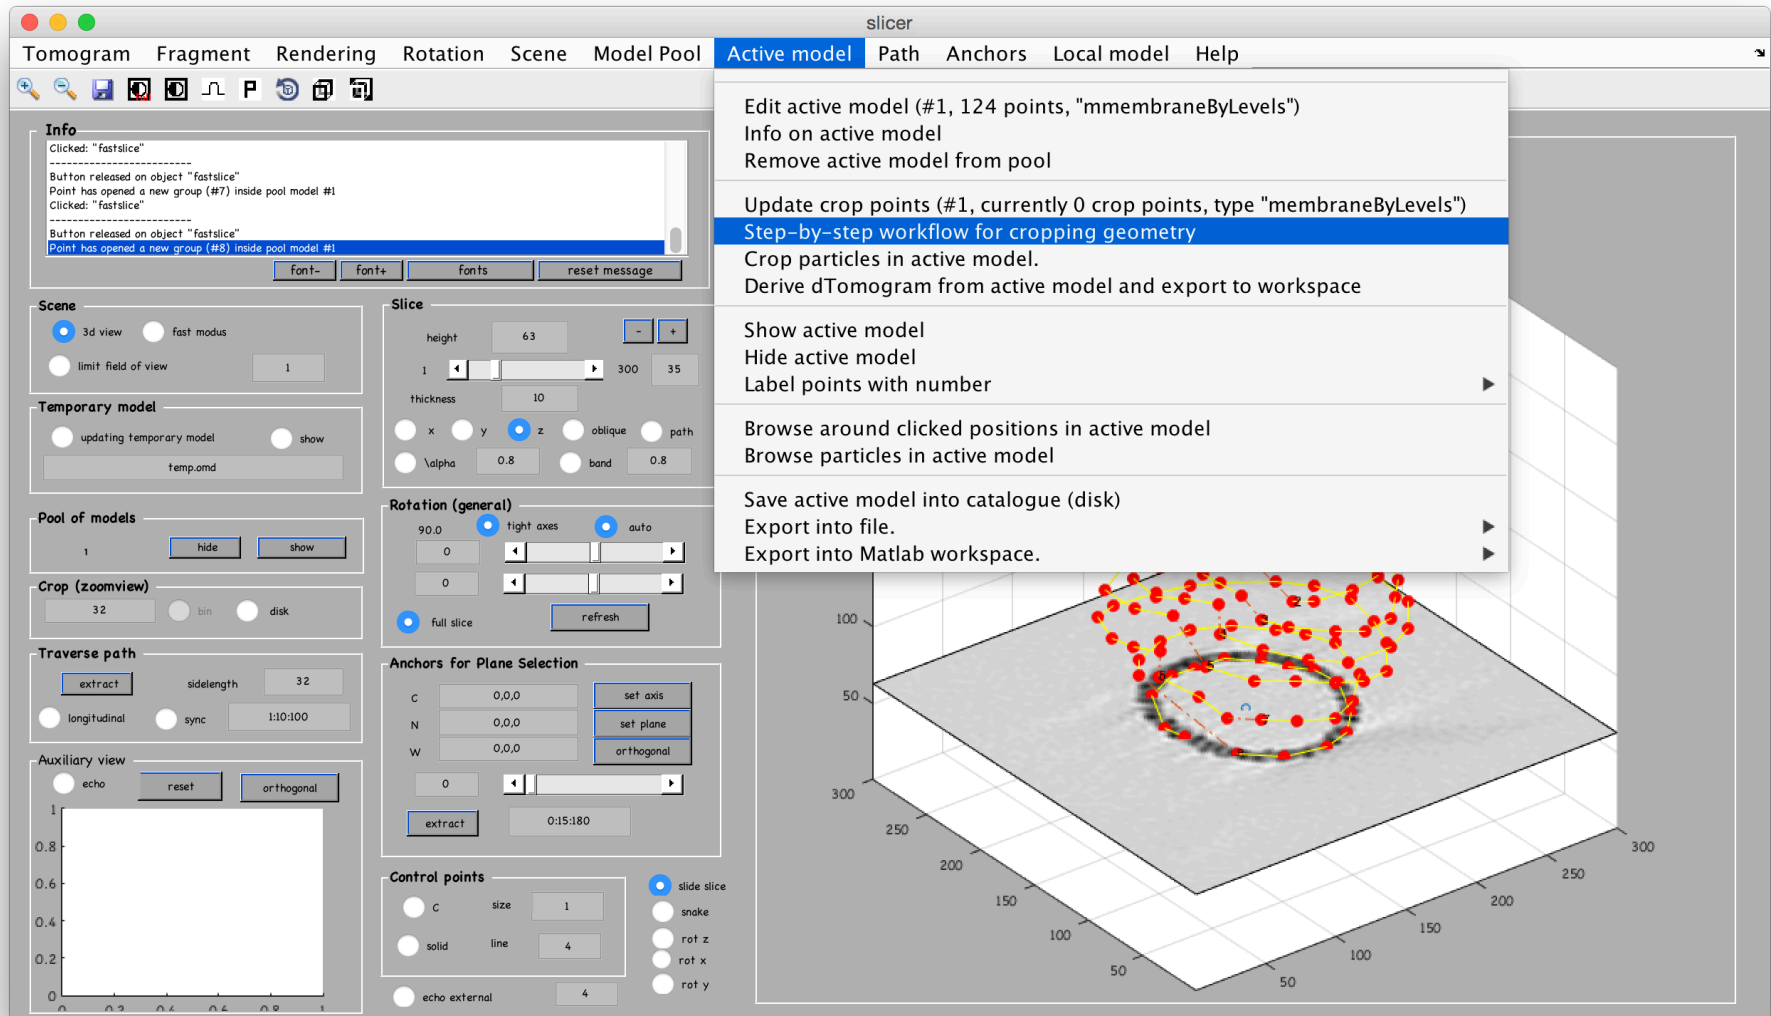 slicer
Tomogram Fragment Rendering Rotation Scene Model Pool Active model Path Anchors Local model Help
P
Info
Clicked: "fastslice"
-------------------------
Button released on object "fastslice"
Point has opened a new group (#7) inside pool model #1
Clicked: "fastslice"
-------------------------
Button released on object "fastslice"
Point has opened a new group (#8) inside pool model #1
font- font+ fonts reset message
Edit active model (#1, 124 points, "mmembraneByLevels")
Info on active model
Remove active model from pool
Update crop points (#1, currently 0 crop points, type "membraneByLevels")
Step-by-step workflow for cropping geometry
Crop particles in active model.
Derive dTomogram from active model and export to workspace
Show active model
Hide active model
Label points with number
Browse around clicked positions in active model
Browse particles in active model
Save active model into catalogue (disk)
Export into file.
Export into Matlab workspace.
Scene
3d view fast modus
limit field of view 1
Temporary model
updating temporary model show
temp.omd
Pool of models
1 hide show
Crop (zoomview)
32 bin disk
Traverse path
extract sidelength 32
longitudinal sync 1:10:100
Auxiliary view
echo reset orthogonal
1
0.8
0.6
0.4
0.2
0
0 0.2 0.4 0.6 0.8 1
Slice
height 63 - +
1 300 35
thickness 10
x y z oblique path
\alpha 0.8 band 0.8
Rotation (general)
90.0 tight axes auto
0
0
full slice refresh
Anchors for Plane Selection
C 0,0,0 set axis
N 0,0,0 set plane
W 0,0,0 orthogonal
0
extract 0:15:180
Control points
C size 1
solid line 4
echo external 4
slide slice
snake
rot z
rot x
rot y
100
50
300
250
200
150
100
50
50
100
150
200
250
300
2
5
6
7